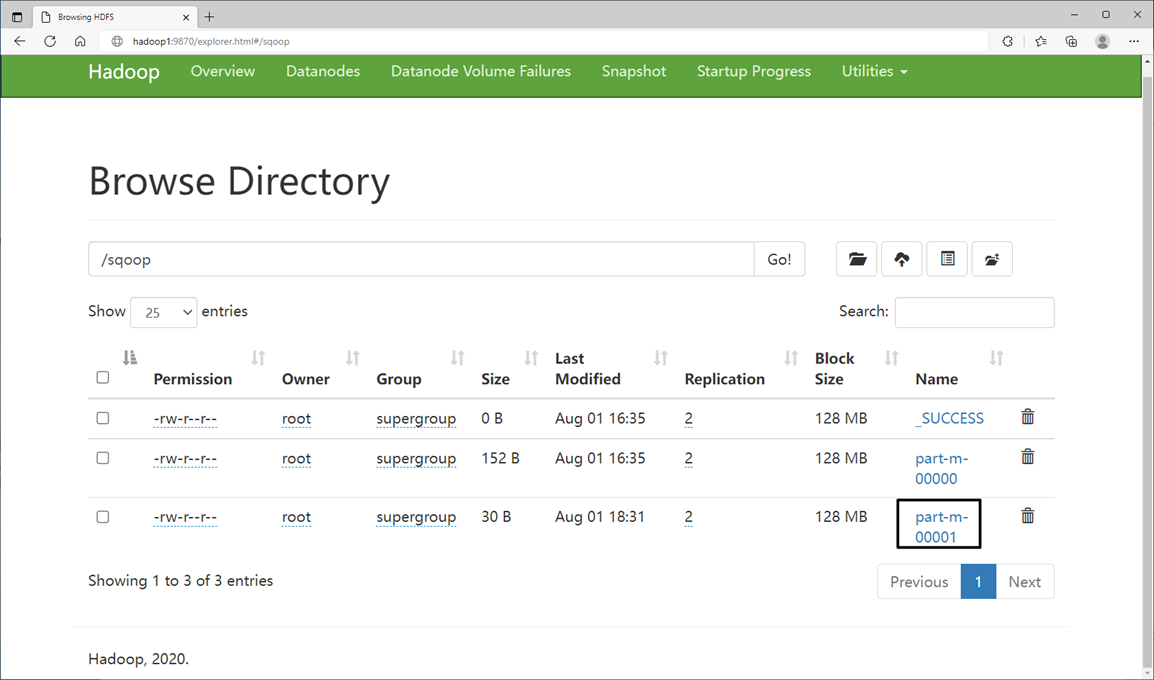 Browsing HDFS
hadoop1:9870/explorer.html#/sqoop
Hadoop Overview Datanodes Datanode Volume Failures Snapshot Startup Progress Utilities
Browse Directory
/sqoop Go!
Show 25 entries Search:
Permission Owner Group Size Last Modified Replication Block Size Name
-rw-r--r-- root supergroup 0 B Aug 01 16:35 2 128 MB _SUCCESS
-rw-r--r-- root supergroup 152 B Aug 01 16:35 2 128 MB part-m-
00000
-rw-r--r-- root supergroup 30 B Aug 01 18:31 2 128 MB part-m-
00001
Showing 1 to 3 of 3 entries Previous 1 Next
Hadoop, 2020.